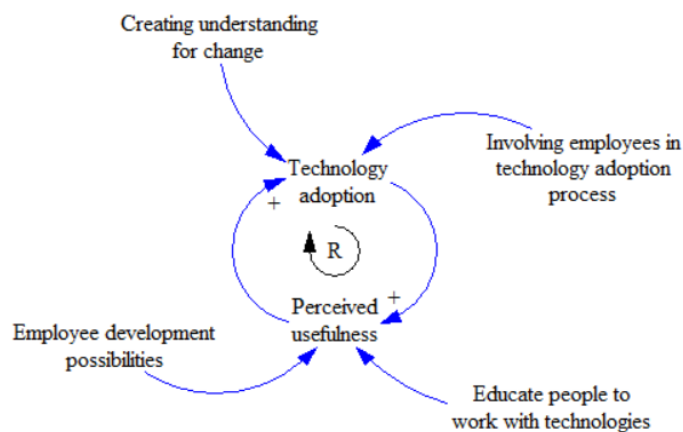 Creating understanding
for change
Involving employees in
technology adoption
process
Technology
adoption
+
R
+
Perceived
usefulness
Employee development
possibilities
Educate people to
work with technologies